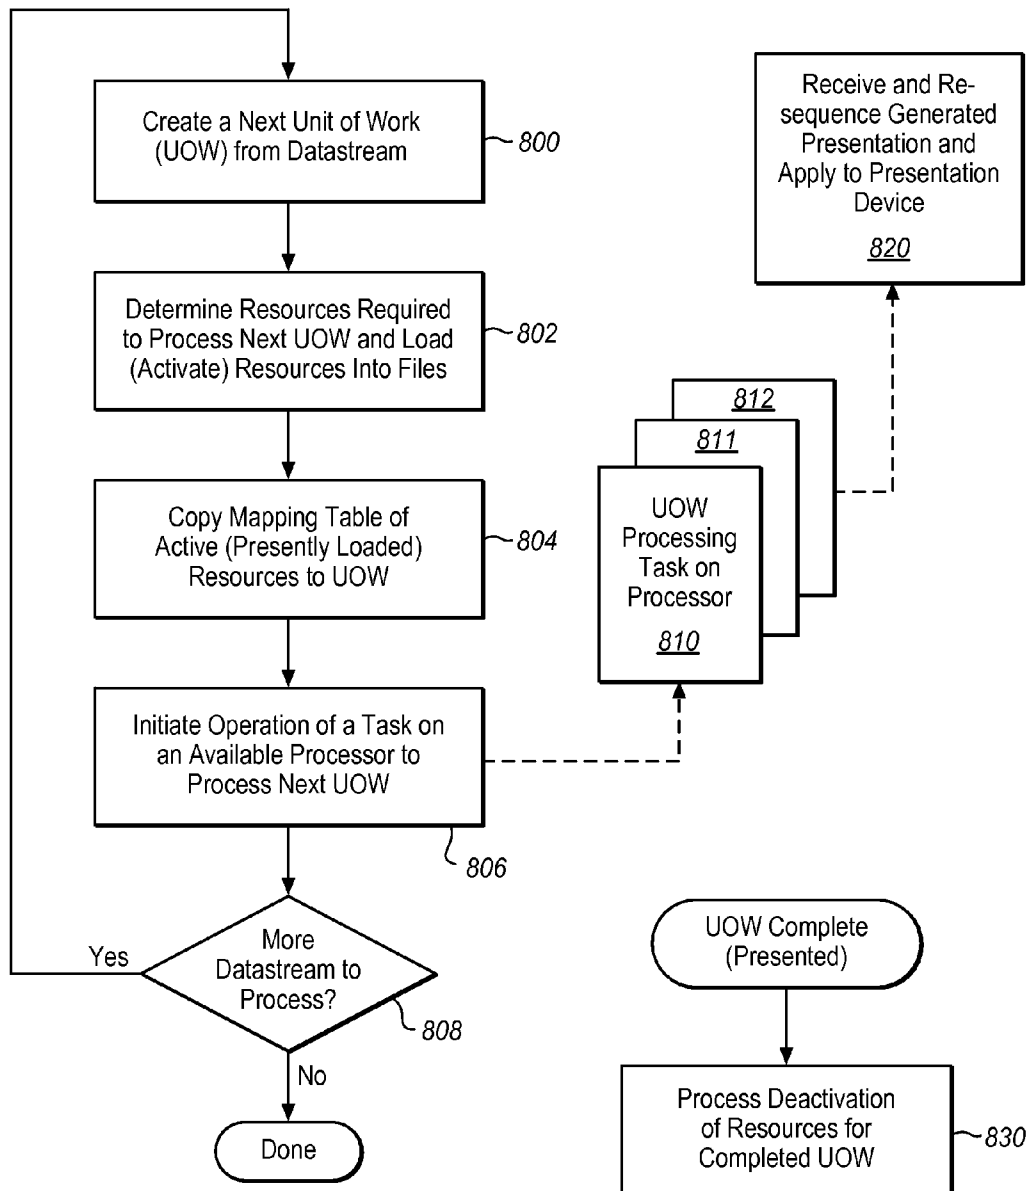 Create a Next Unit of Work
(UOW) from Datastream
800
Determine Resources Required
to Process Next UOW and Load
(Activate) Resources Into Files
802
Copy Mapping Table of
Active (Presently Loaded)
Resources to UOW
804
Initiate Operation of a Task on
an Available Processor to
Process Next UOW
806
More
Datastream to
Process?
808
Yes
No
Done
Receive and Re-
sequence Generated
Presentation and
Apply to Presentation
Device
820
812
811
UOW
Processing
Task on
Processor
810
UOW Complete
(Presented)
Process Deactivation
of Resources for
Completed UOW
830